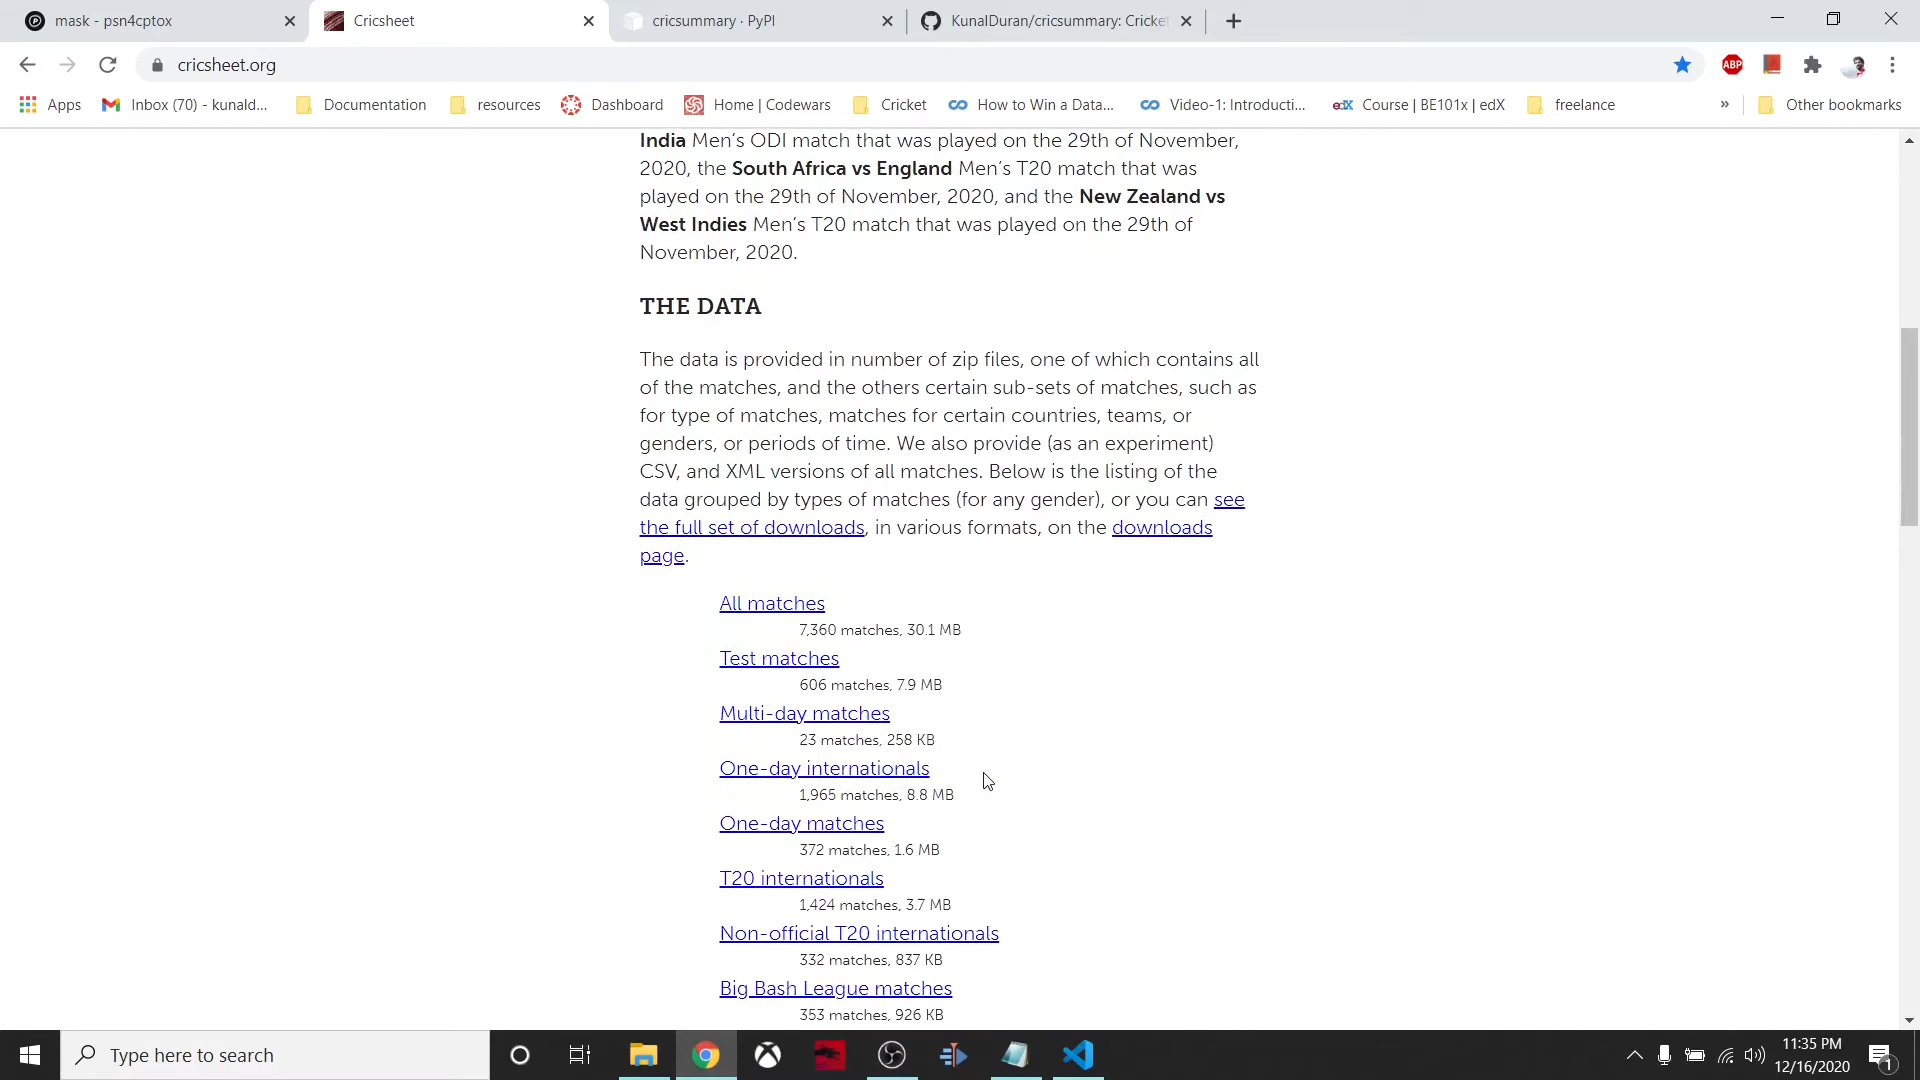 mask - psn4cptox
Cricsheet
cricsummary · PyPI
KunalDuran/cricsummary: Cricket
cricsheet.org
ABP
Apps
Inbox (70) - kunald...
Documentation
resources
Dashboard
Home | Codewars
Cricket
How to Win a Data...
Video-1: Introducti...
edX
Course | BE101x | edX
freelance
»
Other bookmarks
India Men's ODI match that was played on the 29th of November,
2020, the South Africa vs England Men's T20 match that was
played on the 29th of November, 2020, and the New Zealand vs
West Indies Men's T20 match that was played on the 29th of
November, 2020.
THE DATA
The data is provided in number of zip files, one of which contains all
of the matches, and the others certain sub-sets of matches, such as
for type of matches, matches for certain countries, teams, or
genders, or periods of time. We also provide (as an experiment)
CSV, and XML versions of all matches. Below is the listing of the
data grouped by types of matches (for any gender), or you can see
the full set of downloads, in various formats, on the downloads
page.
All matches
7,360 matches, 30.1 MB
Test matches
606 matches, 7.9 MB
Multi-day matches
23 matches, 258 KB
One-day internationals
1,965 matches, 8.8 MB
One-day matches
372 matches, 1.6 MB
T20 internationals
1,424 matches, 3.7 MB
Non-official T20 internationals
332 matches, 837 KB
Big Bash League matches
353 matches, 926 KB
Type here to search
11:35 PM
12/16/2020
1